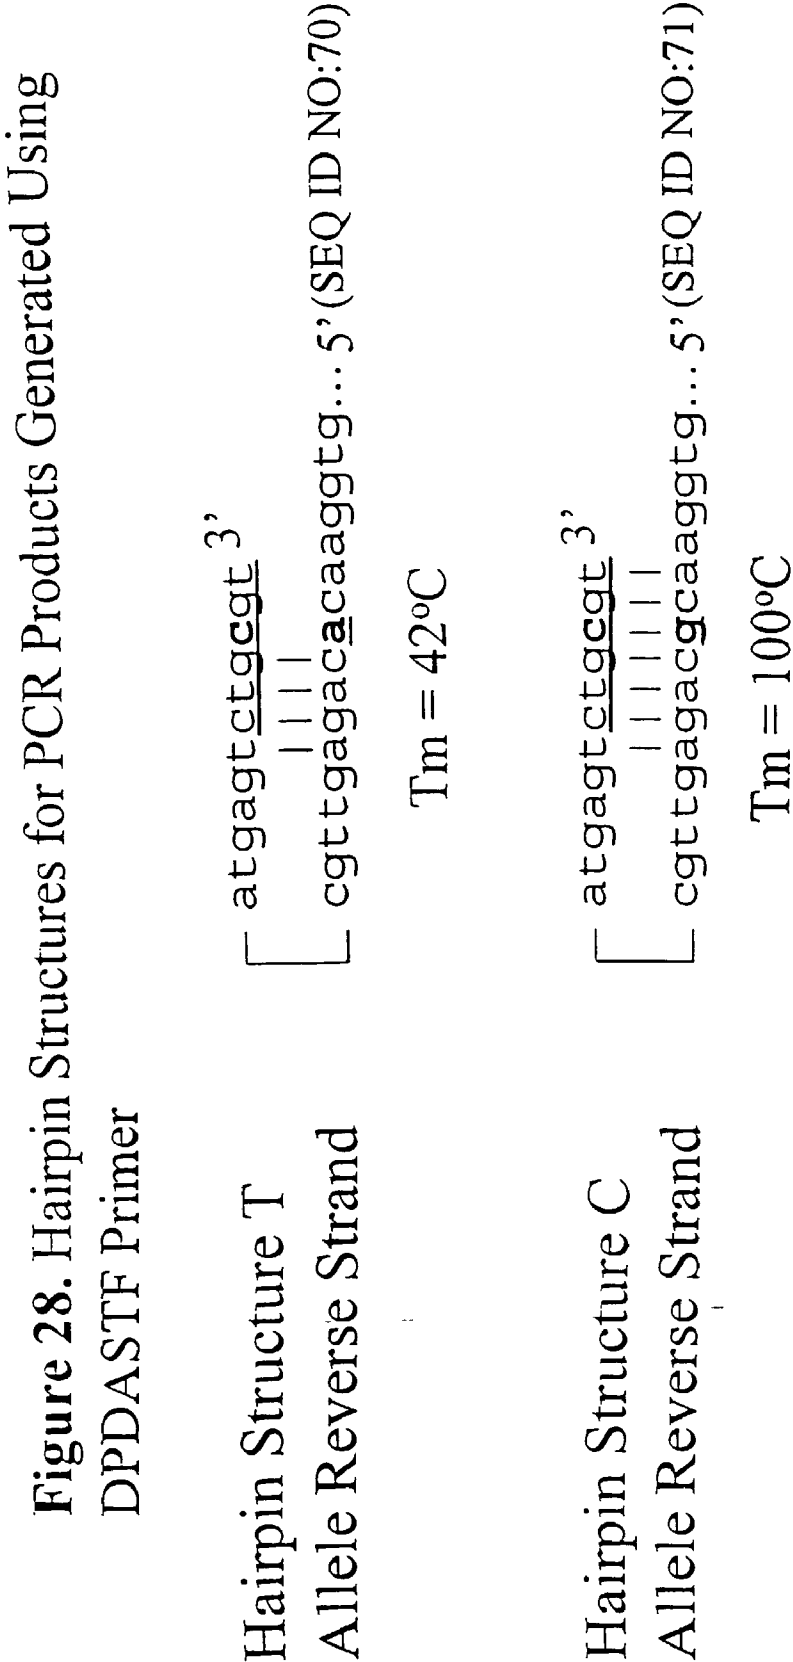 Figure 28. Hairpin Structures for PCR Products Generated Using
DPDASTF Primer
Hairpin Structure T
Allele Reverse Strand
atgagtctgcgt 3’
cgttgagacacaaggtg... 5’ (SEQ ID NO:70)
Tm = 42ºC
Hairpin Structure C
Allele Reverse Strand
atgagtctgcgt 3’
cgttgagacgcaaggtg... 5’ (SEQ ID NO:71)
Tm = 100ºC